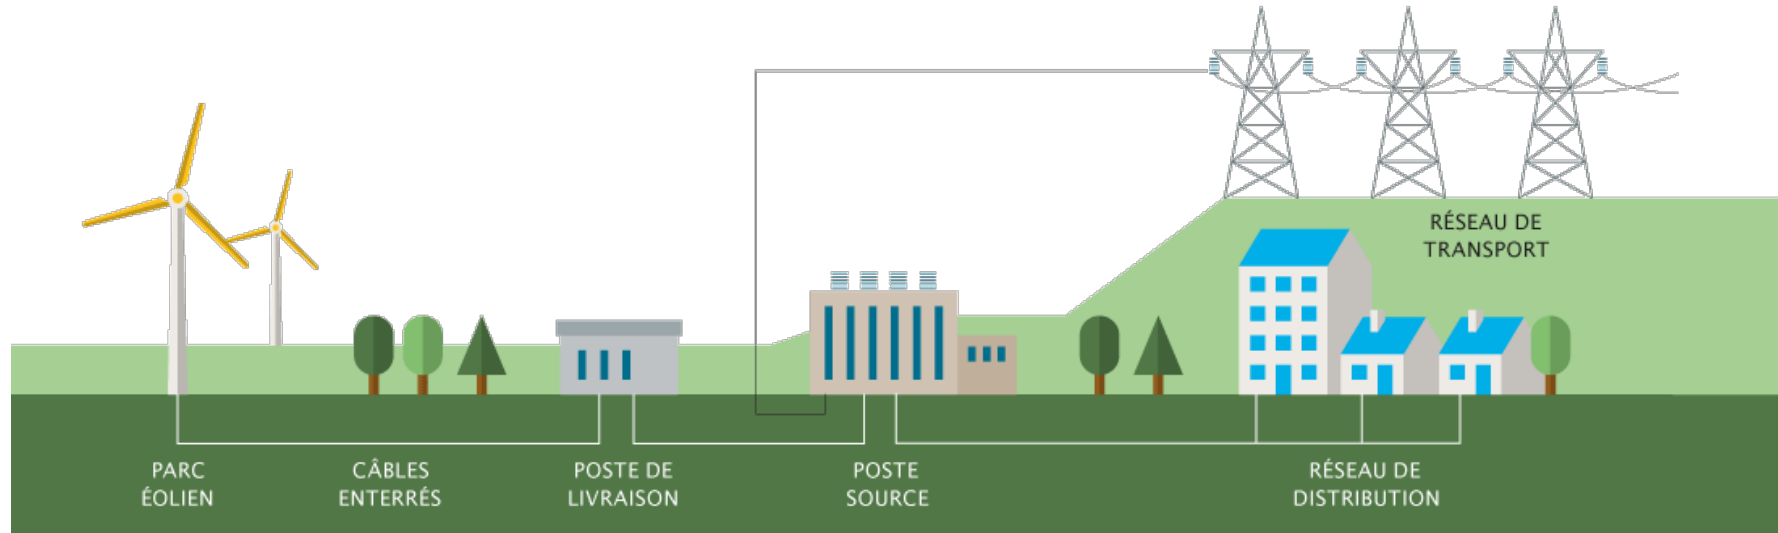 RÉSEAU DE
TRANSPORT
PARC
ÉOLIEN
CÂBLES
ENTERRÉS
POSTE DE
LIVRAISON
POSTE
SOURCE
RÉSEAU DE
DISTRIBUTION